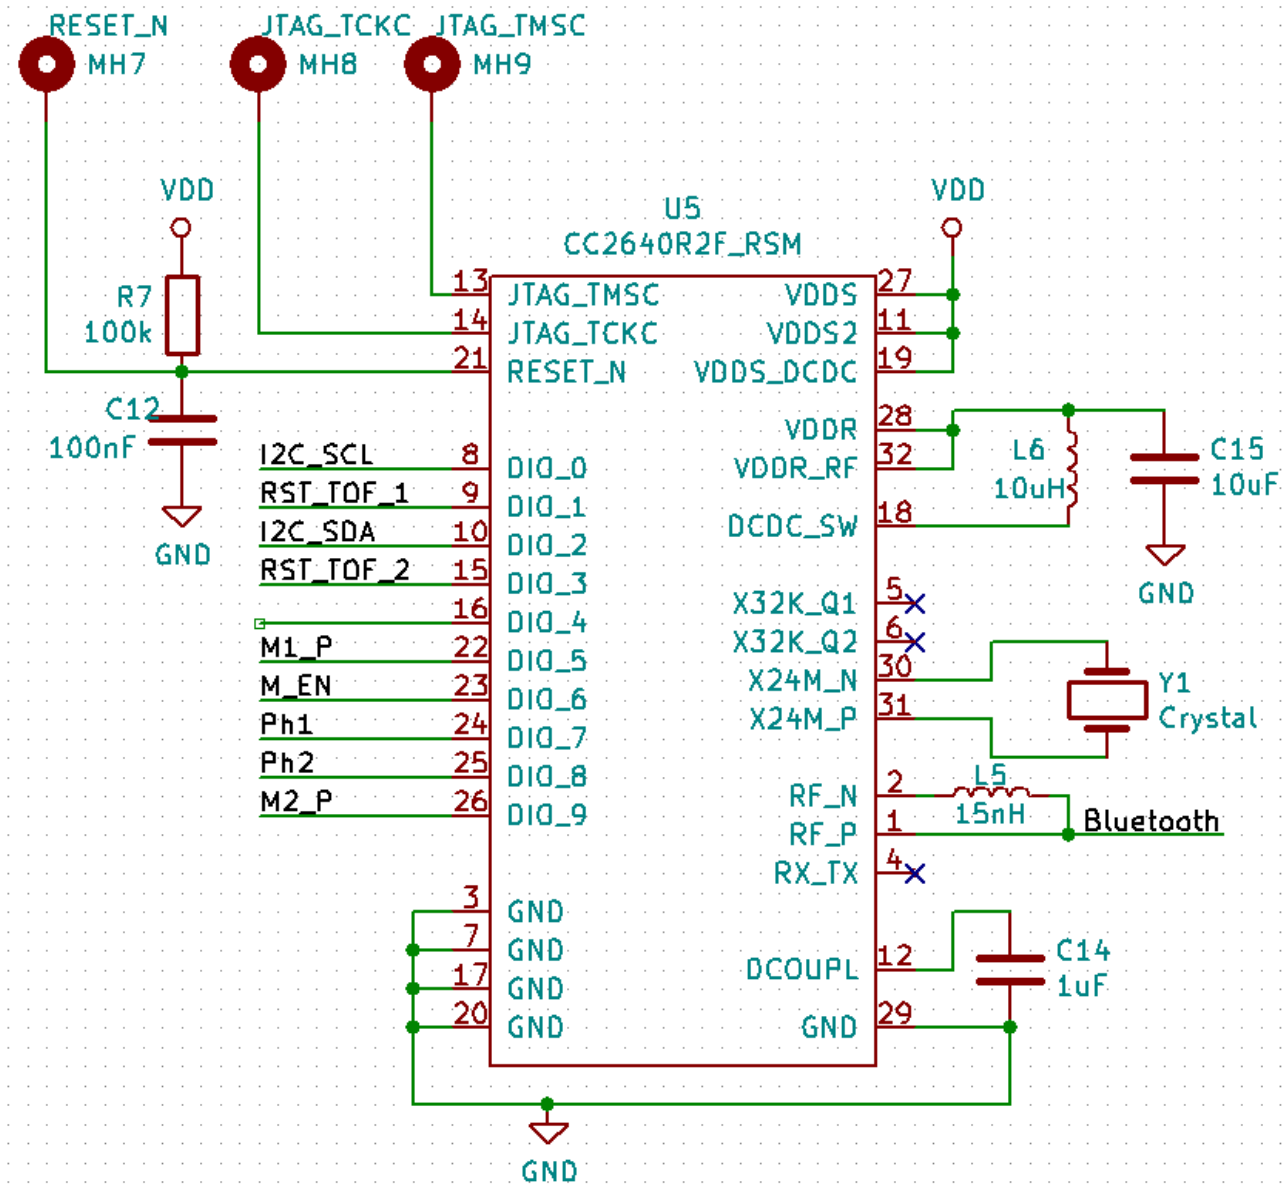 RESET_N
MH7
JTAG_TCKC
MH8
JTAG_TMSC
MH9
VDD
R7
100k
C12
100nF
GND
U5
CC2640R2F_RSM
VDD
13 JTAG_TMSC
14 JTAG_TCKC
21 RESET_N
I2C_SCL 8 DIO_0
RST_TOF_1 9 DIO_1
I2C_SDA 10 DIO_2
RST_TOF_2 15 DIO_3
16 DIO_4
M1_P 22 DIO_5
M_EN 23 DIO_6
Ph1 24 DIO_7
Ph2 25 DIO_8
M2_P 26 DIO_9
3 GND
7 GND
17 GND
20 GND
VDDS 27
VDDS2 11
VDDS_DCDC 19
VDDR 28
VDDR_RF 32
DCDC_SW 18
L6
10uH
C15
10uF
GND
X32K_Q1 5
X32K_Q2 6
X24M_N 30
X24M_P 31
Y1
Crystal
RF_N 2
L5
15nH
RF_P 1
Bluetooth
RX_TX 4
DCOUPL 12
C14
1uF
GND 29
GND